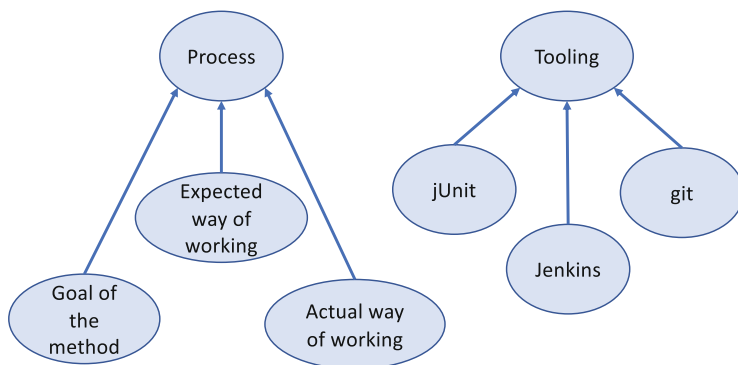 Process
Tooling
Expected
way of
working
jUnit
git
Jenkins
Goal of
the
method
Actual way
of working